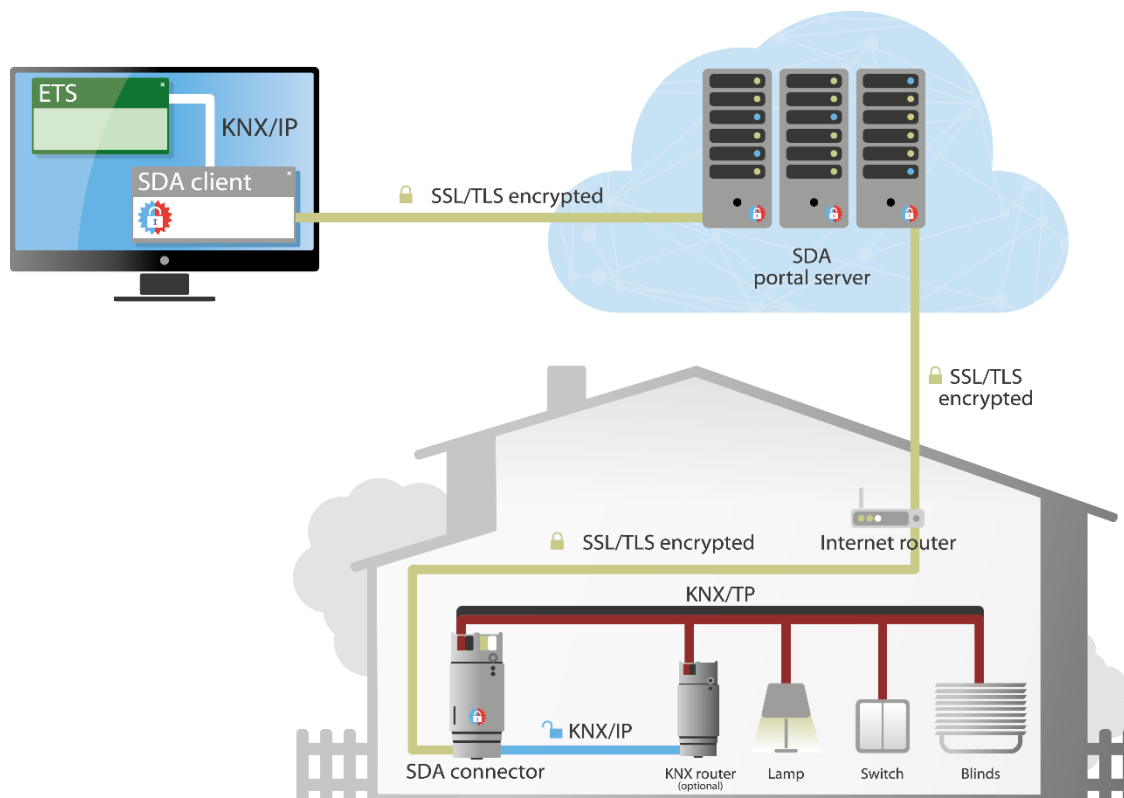 ETS
KNX/IP
SDA client
SSL/TLS encrypted
SDA
portal server
SSL/TLS
encrypted
SSL/TLS encrypted
Internet router
KNX/TP
KNX/IP
SDA connector
KNX router
(optional)
Lamp
Switch
Blinds